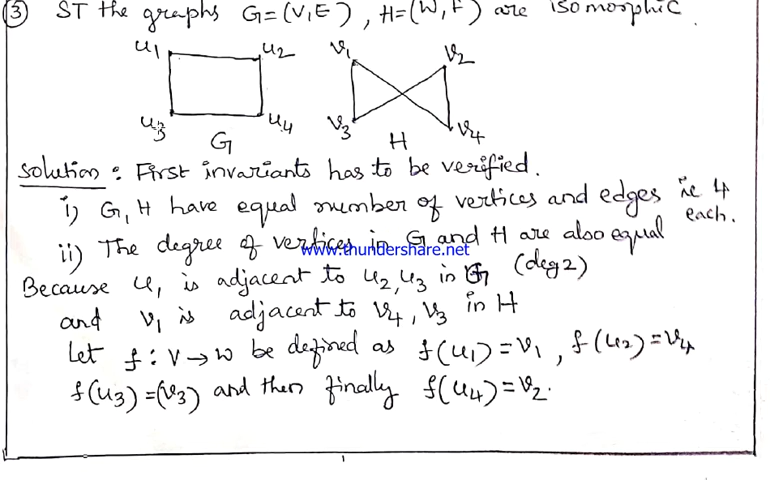 ③ ST the graphs G=(V,E), H=(W,F) are isomorphic.
u1 u2 v1 v2
u3 u4 v3 v4
G H
Solution : First invariants has to be verified.
i) G, H have equal number of vertices and edges ie 4 each.
ii) The degree of vertices in G and H are also equal
www.thundershare.net
Because u1 is adjacent to u2, u3 in G (deg 2)
and v1 is adjacent to v4, v3 in H
Let f : V → W be defined as f(u1) = v1, f(u2) = v4
f(u3) = (v3) and then finally f(u4) = v2.